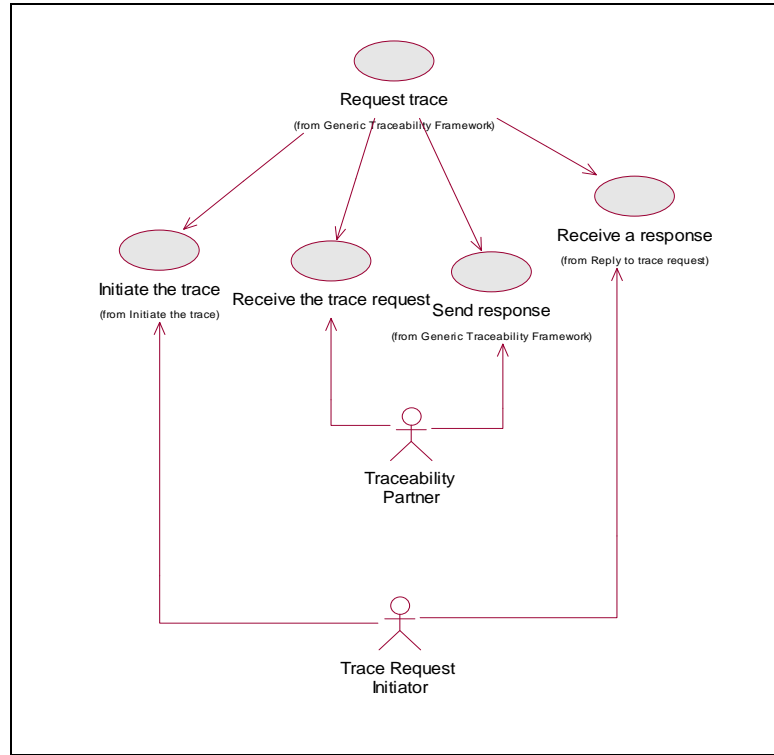 Request trace
(from Generic Traceability Framework)
Receive a response
(from Reply to trace request)
Initiate the trace
(from Initiate the trace)
Receive the trace request
Send response
(from Generic Traceability Framework)
Traceability
Partner
Trace Request
Initiator